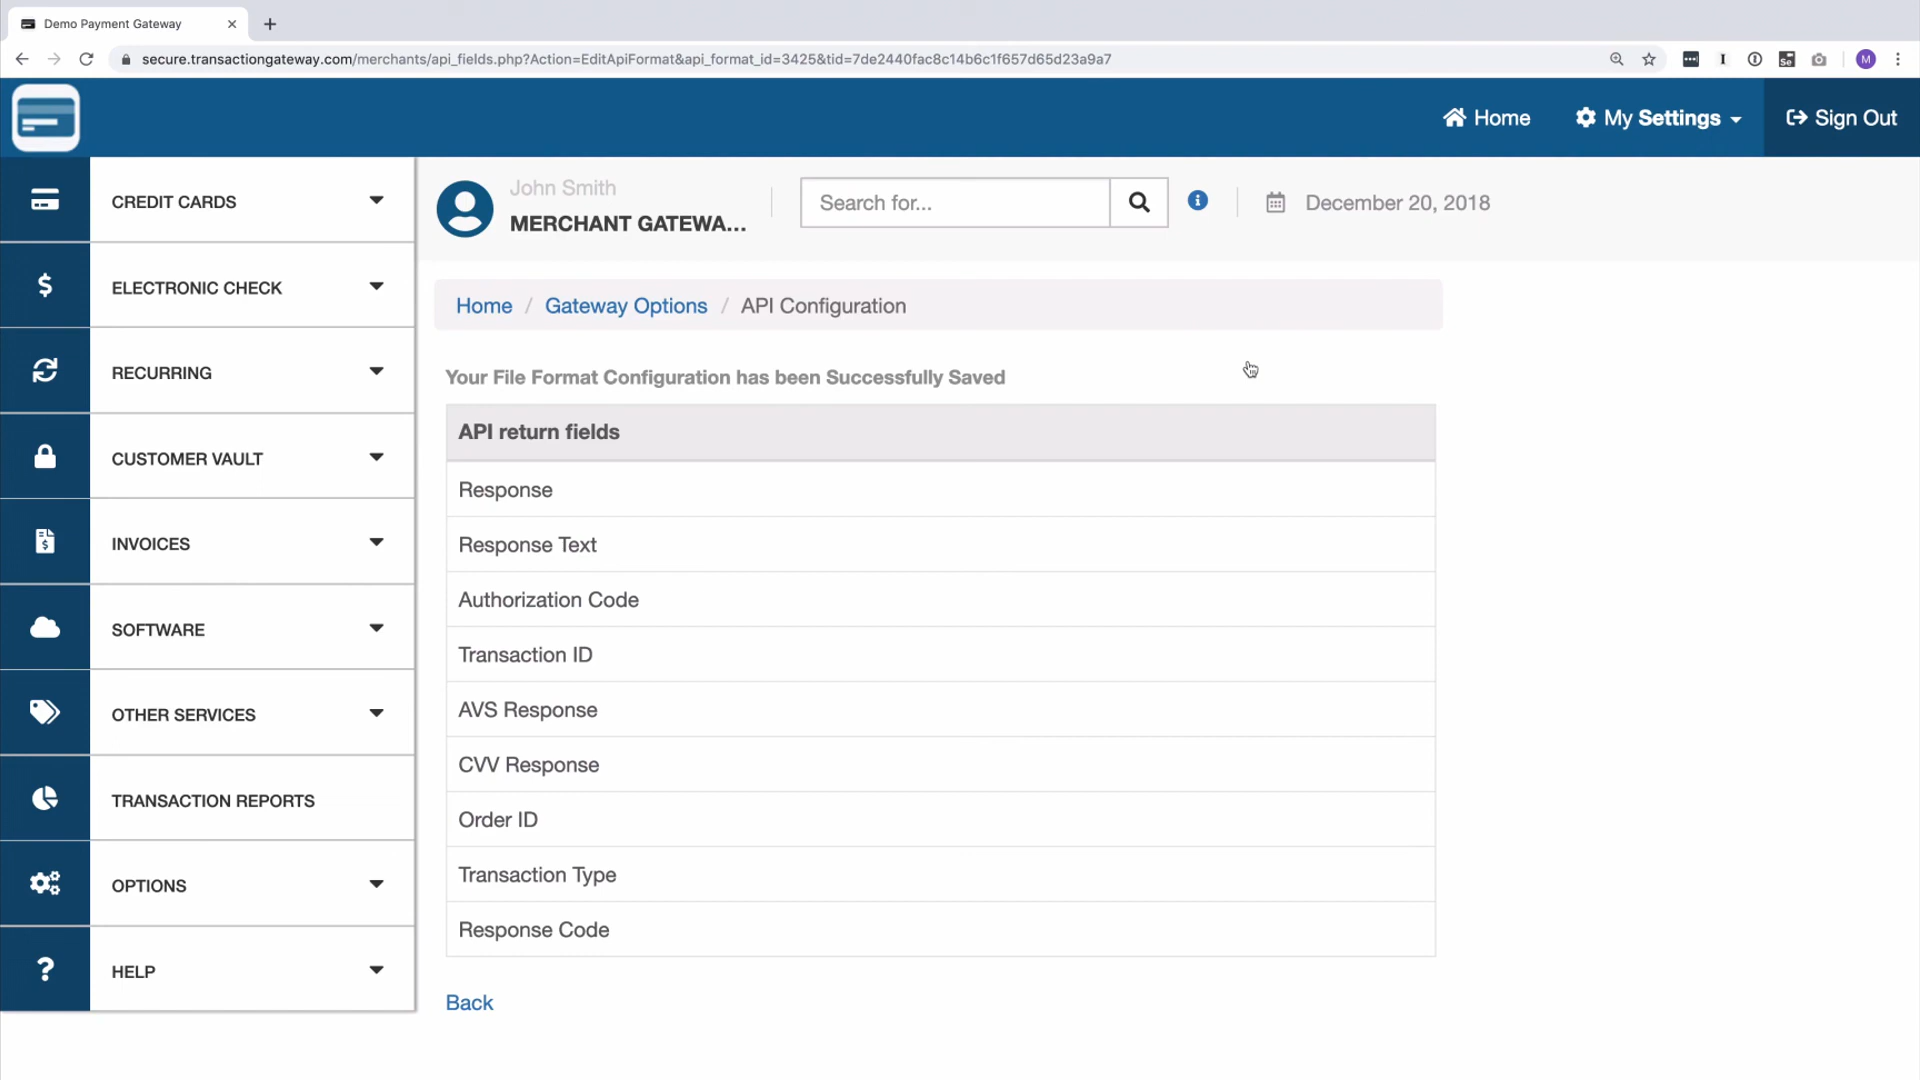 Demo Payment Gateway
secure.transactiongateway.com/merchants/api_fields.php?Action=EditApiFormat&api_format_id=3425&tid=7de2440fac8c14b6c1f657d65d23a9a7
M
Home
My Settings
Sign Out
CREDIT CARDS
ELECTRONIC CHECK
RECURRING
CUSTOMER VAULT
INVOICES
SOFTWARE
OTHER SERVICES
TRANSACTION REPORTS
OPTIONS
HELP
John Smith
MERCHANT GATEWA...
Search for...
December 20, 2018
Home / Gateway Options / API Configuration
Your File Format Configuration has been Successfully Saved
API return fields
Response
Response Text
Authorization Code
Transaction ID
AVS Response
CVV Response
Order ID
Transaction Type
Response Code
Back